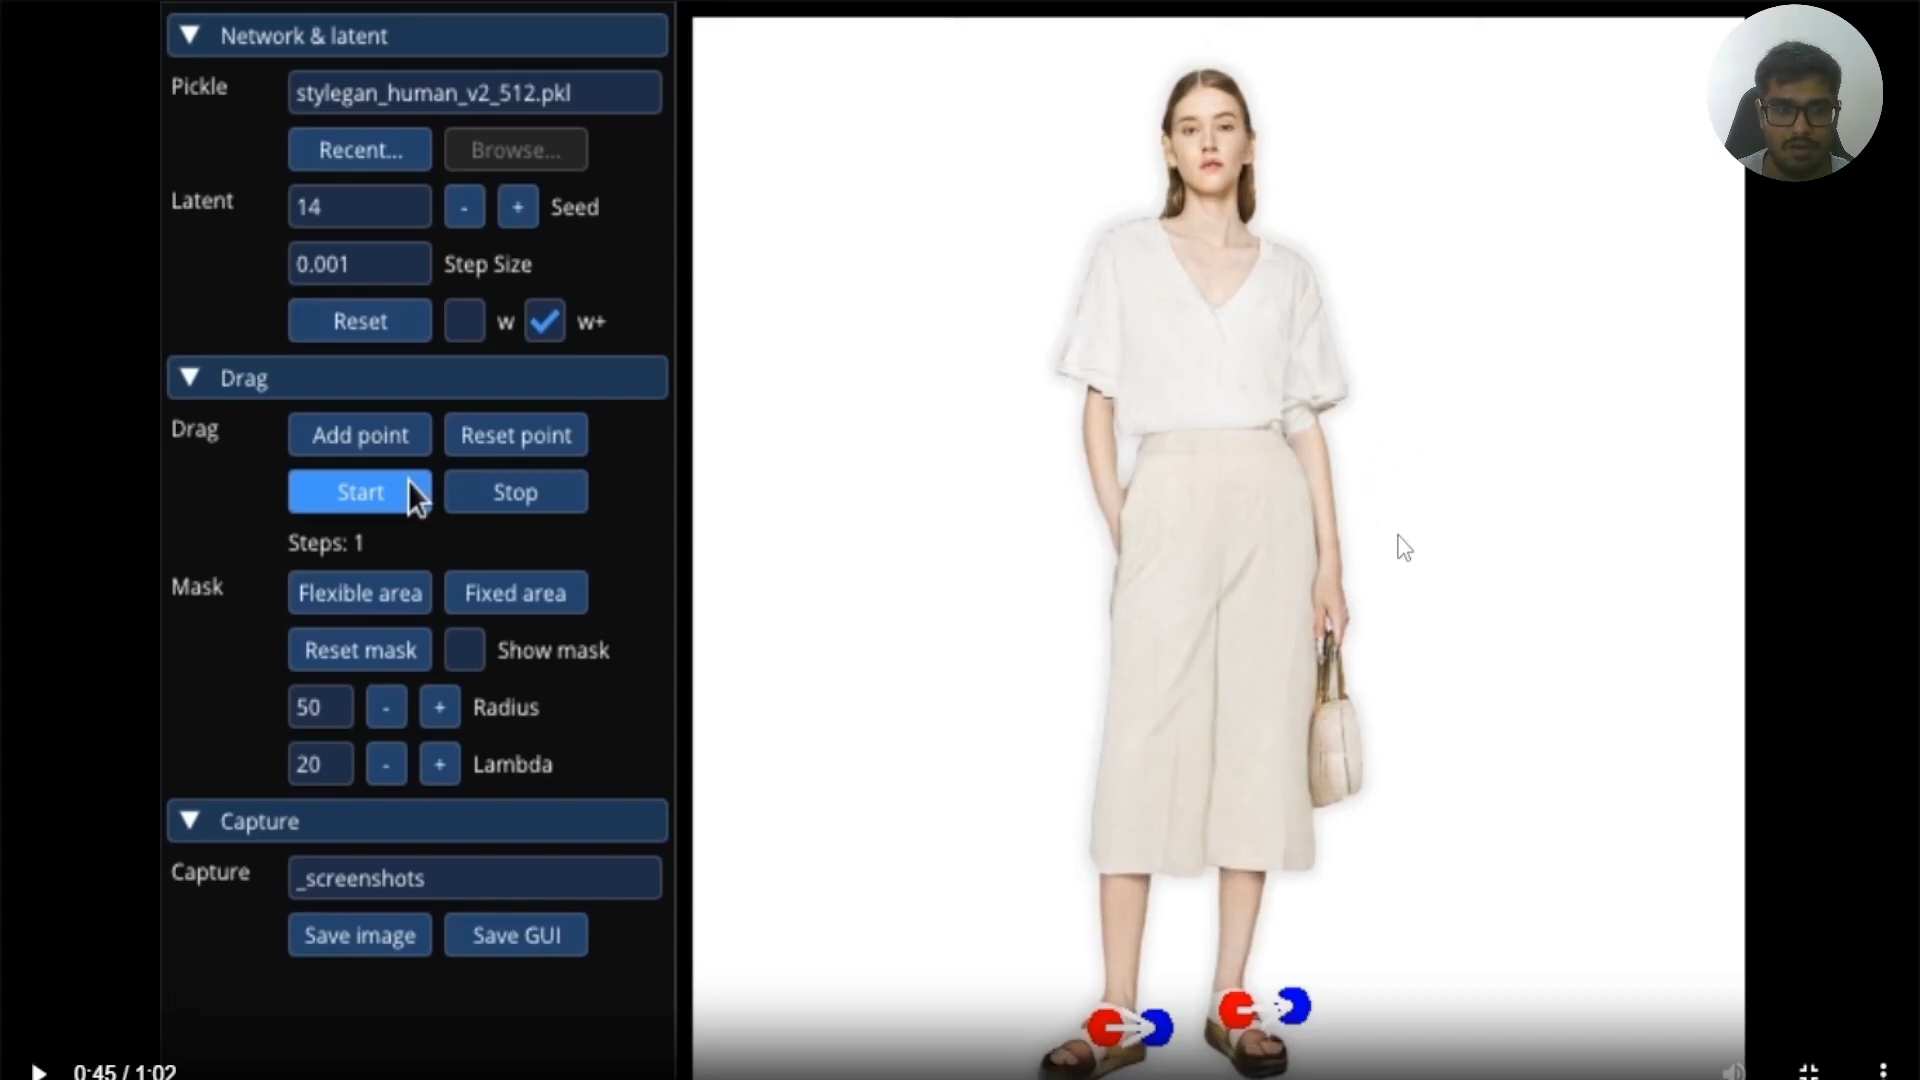 Network & latent
Pickle
stylegan_human_v2_512.pkl
Recent...
Browse...
Latent
14
-
+
Seed
0.001
Step Size
Reset
w
w+
Drag
Drag
Add point
Reset point
Start
Stop
Steps: 1
Mask
Flexible area
Fixed area
Reset mask
Show mask
50
-
+
Radius
20
-
+
Lambda
Capture
Capture
_screenshots
Save image
Save GUI
0:45 / 1:02